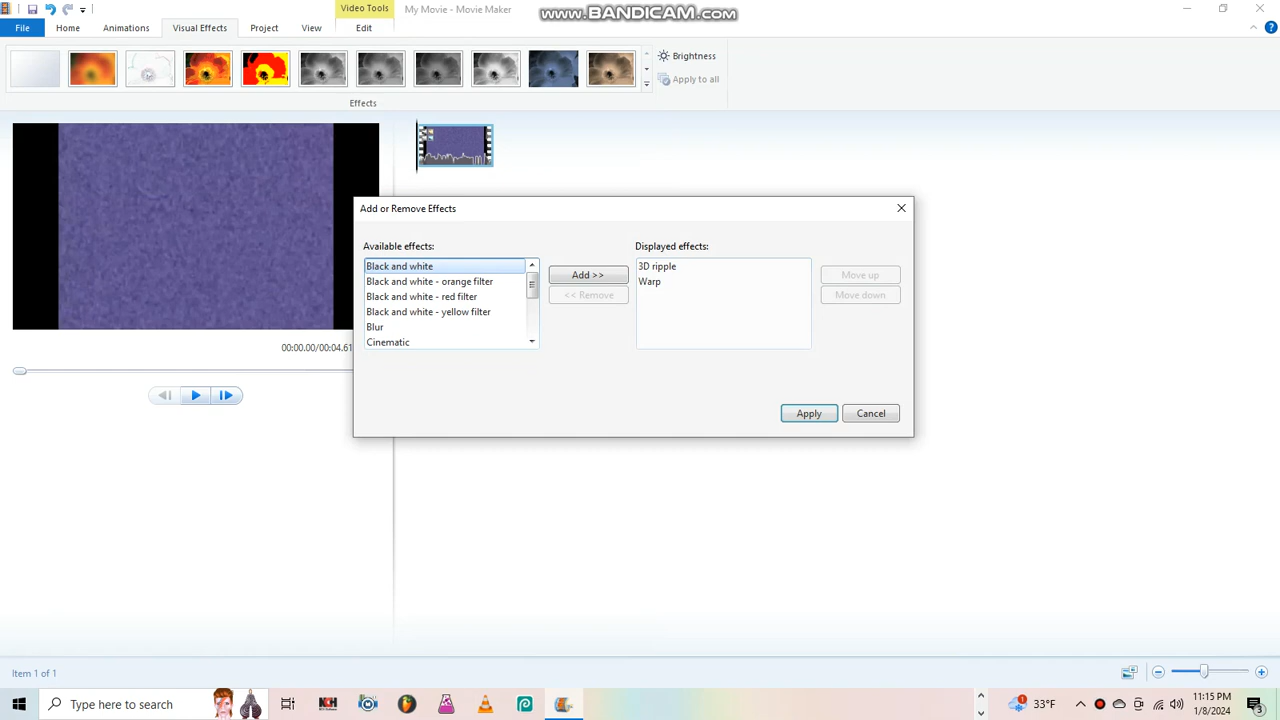 Video Tools
My Movie - Movie Maker
www.BANDICAM.com
File
Home
Animations
Visual Effects
Project
View
Edit
Brightness
Apply to all
Effects
Add or Remove Effects
Available effects:
Displayed effects:
Black and white
Black and white - orange filter
Black and white - red filter
Black and white - yellow filter
Blur
Cinematic
Add >>
<< Remove
3D ripple
Warp
Move up
Move down
00:00.00/00:04.61
Apply
Cancel
Item 1 of 1
Type here to search
NCH
33°F
11:15 PM
1/8/2024
3